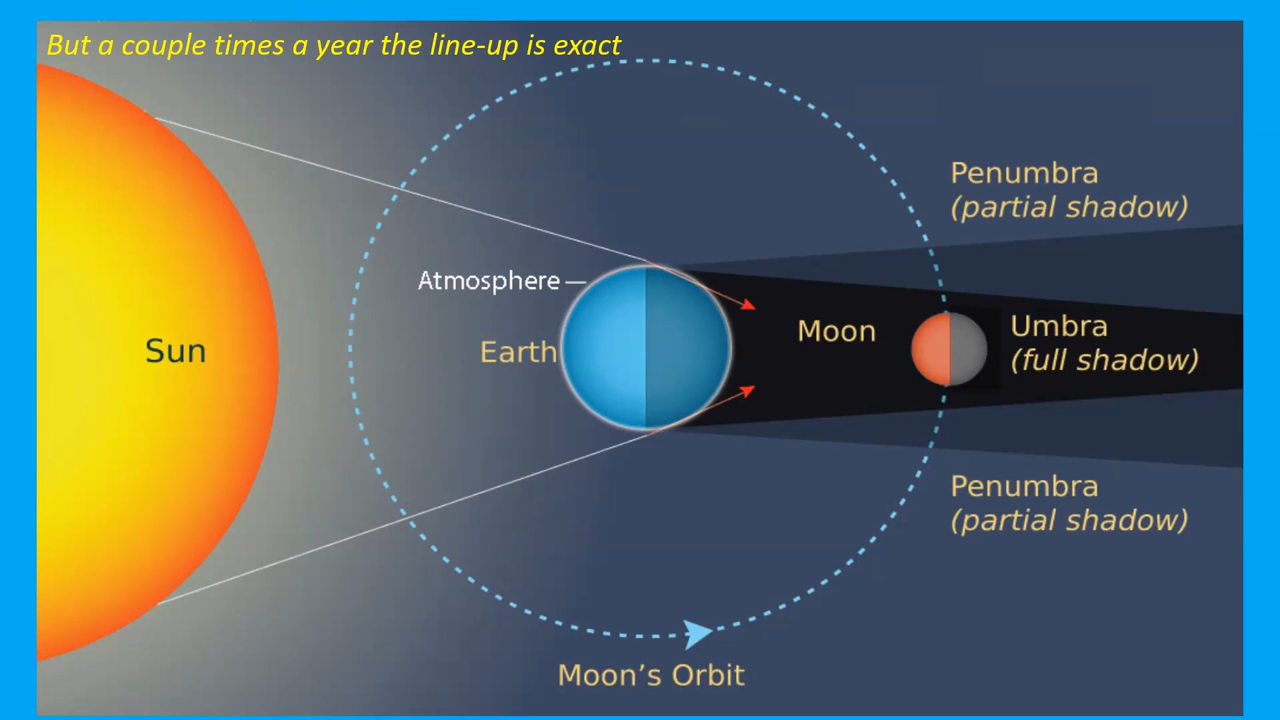 But a couple times a year the line-up is exact
Penumbra
(partial shadow)
Atmosphere
Moon
Umbra
(full shadow)
Sun
Earth
Penumbra
(partial shadow)
Moon’s Orbit